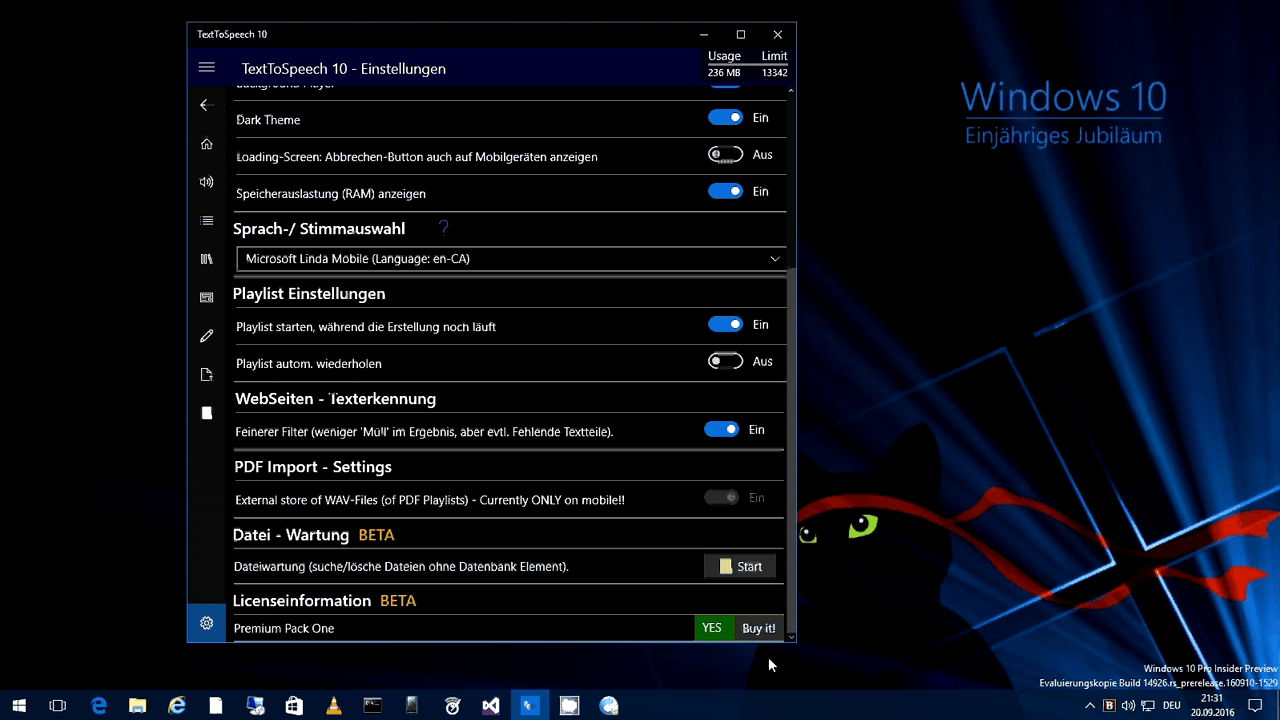 TextToSpeech 10
TextToSpeech 10 - Einstellungen
Usage Limit
236 MB 13342
Background Player
Dark Theme Ein
Loading-Screen: Abbrechen-Button auch auf Mobilgeräten anzeigen Aus
Speicherauslastung (RAM) anzeigen Ein
Sprach-/ Stimmauswahl ?
Microsoft Linda Mobile (Language: en-CA)
Playlist Einstellungen
Playlist starten, während die Erstellung noch läuft Ein
Playlist autom. wiederholen Aus
WebSeiten - Texterkennung
Feinerer Filter (weniger 'Müll' im Ergebnis, aber evtl. Fehlende Textteile). Ein
PDF Import - Settings
External store of WAV-Files (of PDF Playlists) - Currently ONLY on mobile!! Ein
Datei - Wartung BETA
Dateiwartung (suche/lösche Dateien ohne Datenbank Element). Start
Licenseinformation BETA
Premium Pack One YES Buy it!
Windows 10
Einjähriges Jubiläum
Windows 10 Pro Insider Preview
Evaluierungskopie Build 14926.rs_prerelease.160910-1529
B DEU 21:31
20.09.2016